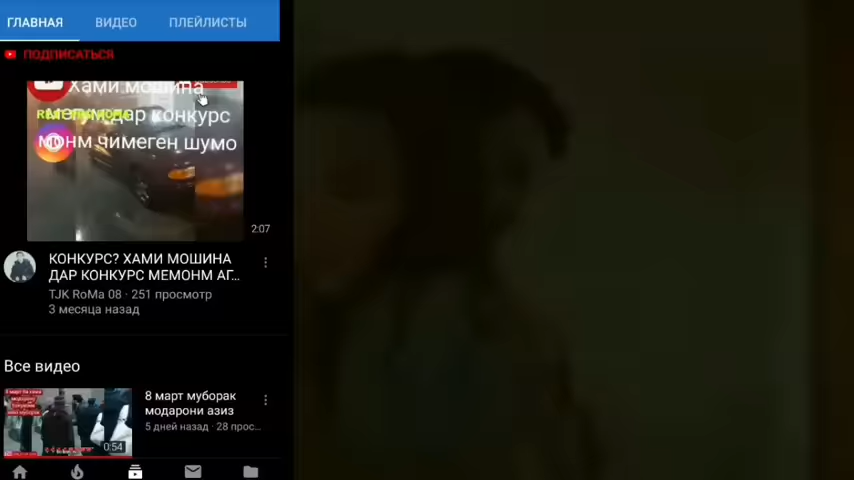 ГЛАВНАЯ ВИДЕО ПЛЕЙЛИСТЫ
ПОДПИСАТЬСЯ
Хами мошина
дар конкурс
монм чимеген шумо
2:07
КОНКУРС? ХАМИ МОШИНА
ДАР КОНКУРС МЕМОНМ АГ...
TJK RoMa 08 · 251 просмотр
3 месяца назад
Все видео
8 март муборак
модарони азиз
5 дней назад · 28 прос...
0:54